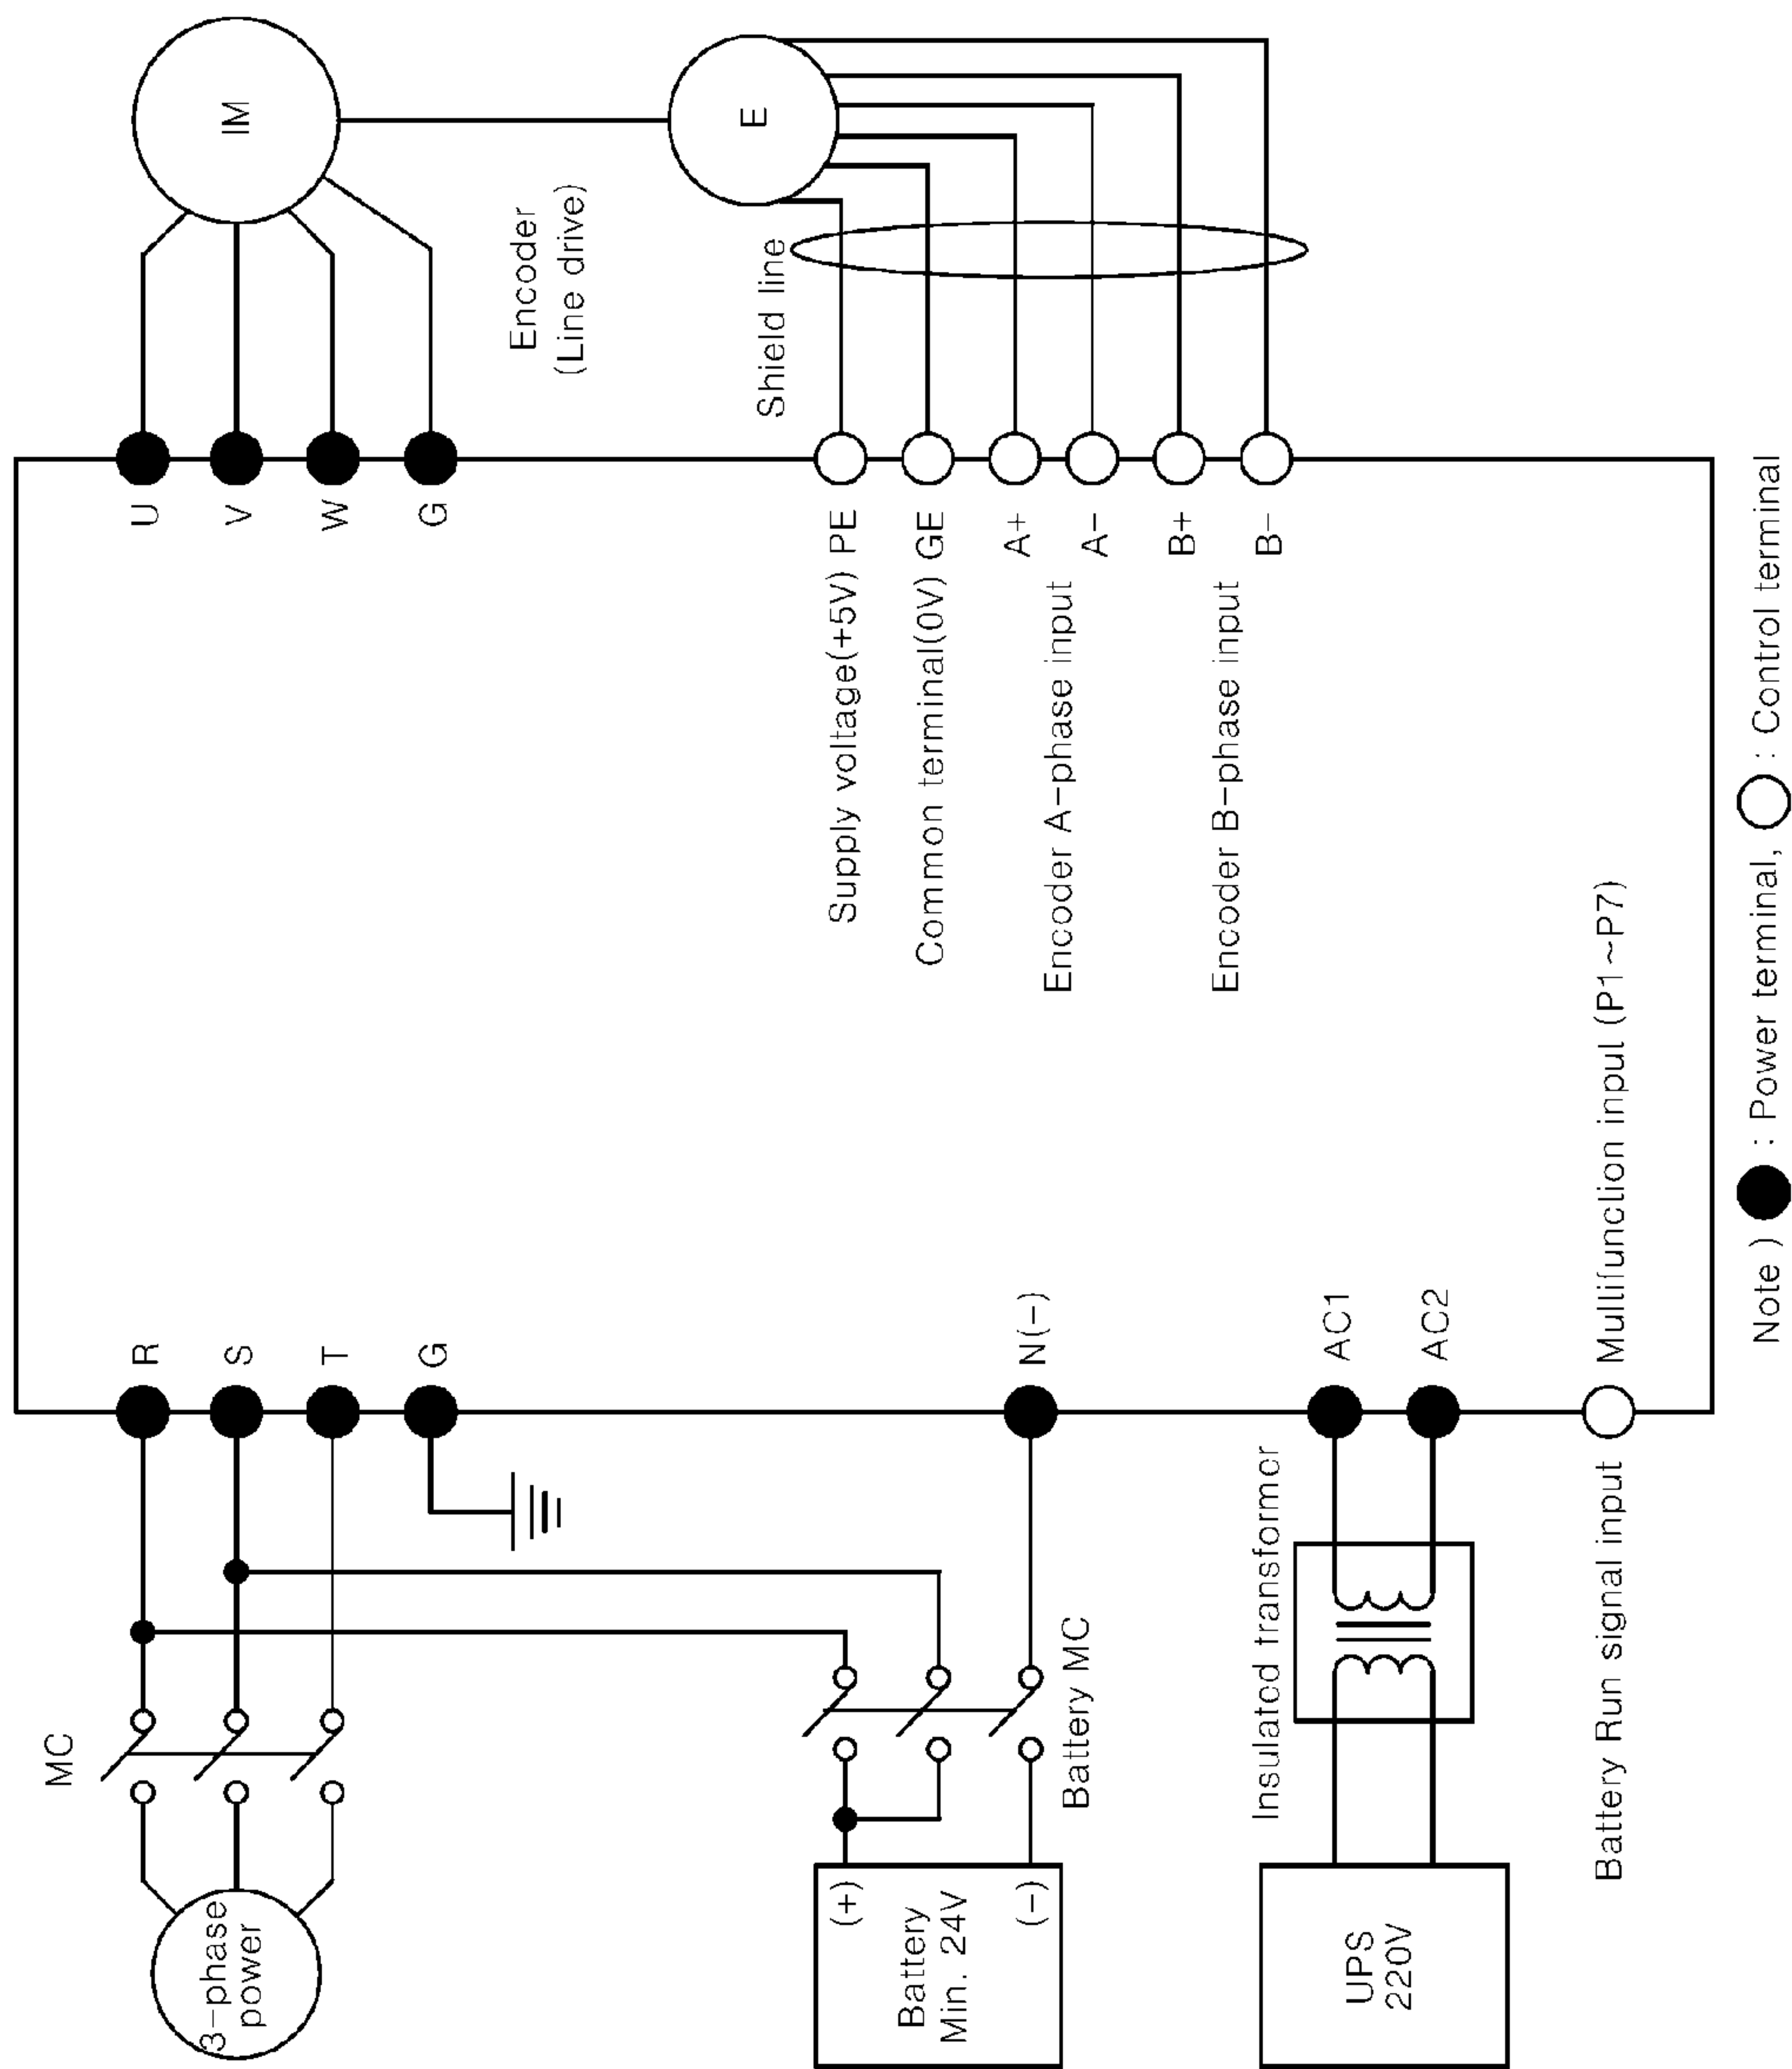 3-phase
power
MC
R
S
T
G
U
V
W
G
IM
Encoder
(Line drive)
E
Shield line
Battery
Min. 24V
(+)
(-)
Battery MC
N(-)
Supply voltage(+5V) PE
Common terminal(0V) GE
A+
Encoder A-phase input
A-
B+
Encoder B-phase input
B-
UPS
220V
Insulated transformor
AC1
AC2
Battery Run signal input
Multifunction input (P1~P7)
Note ) : Power terminal, : Control terminal